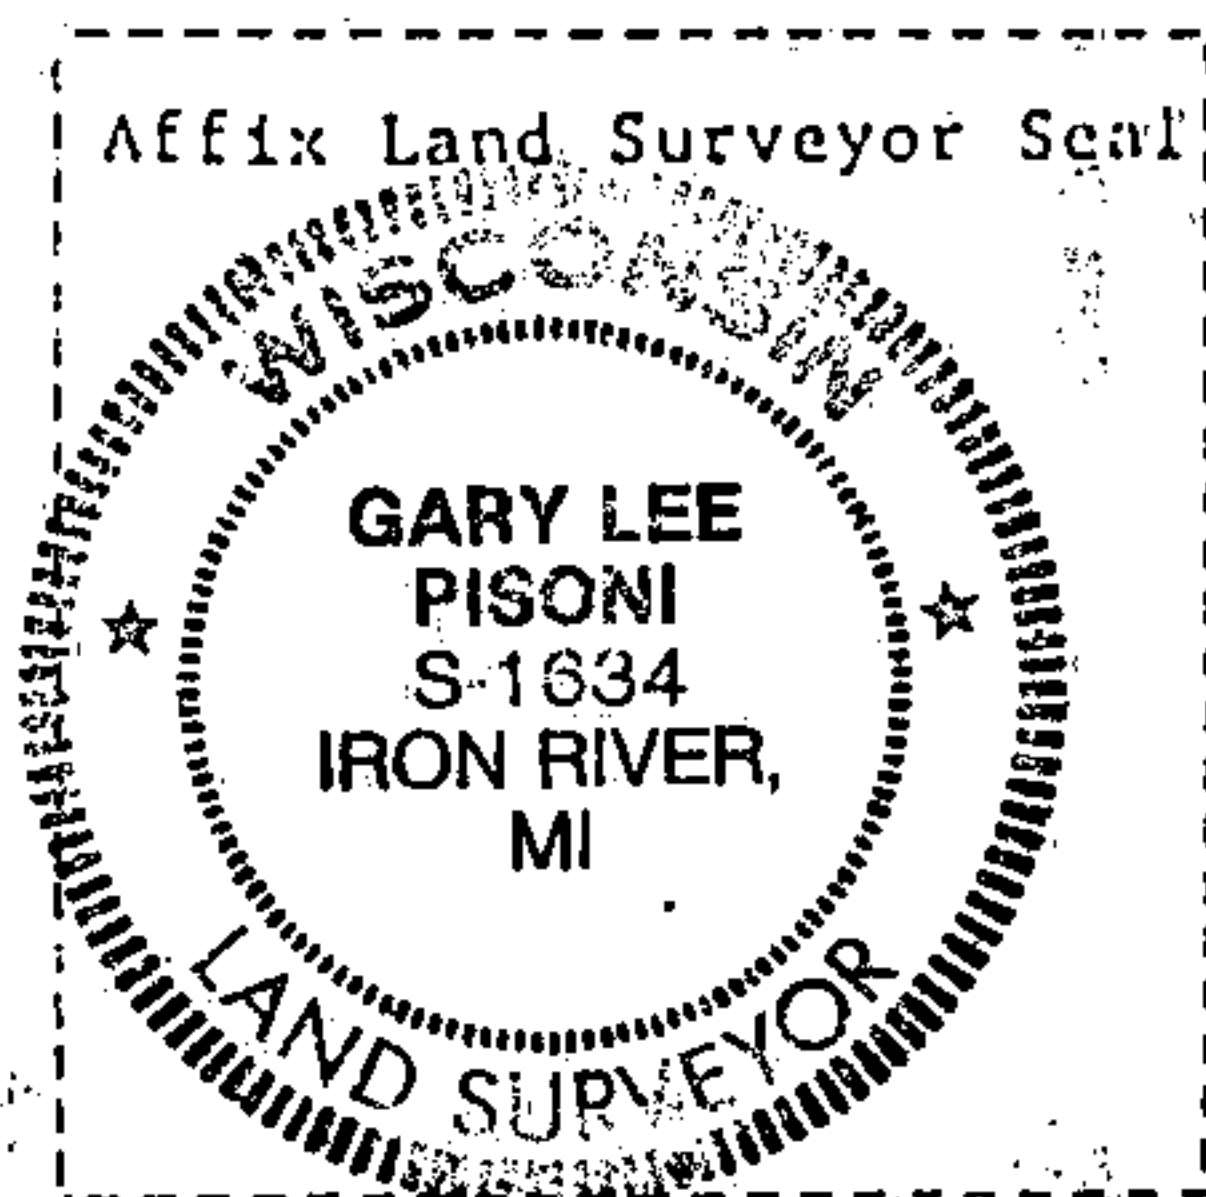 Affix Land Surveyor Seal
WISCONSIN
GARY LEE
PISONI
S-1634
IRON RIVER,
MI
LAND SURVEYOR